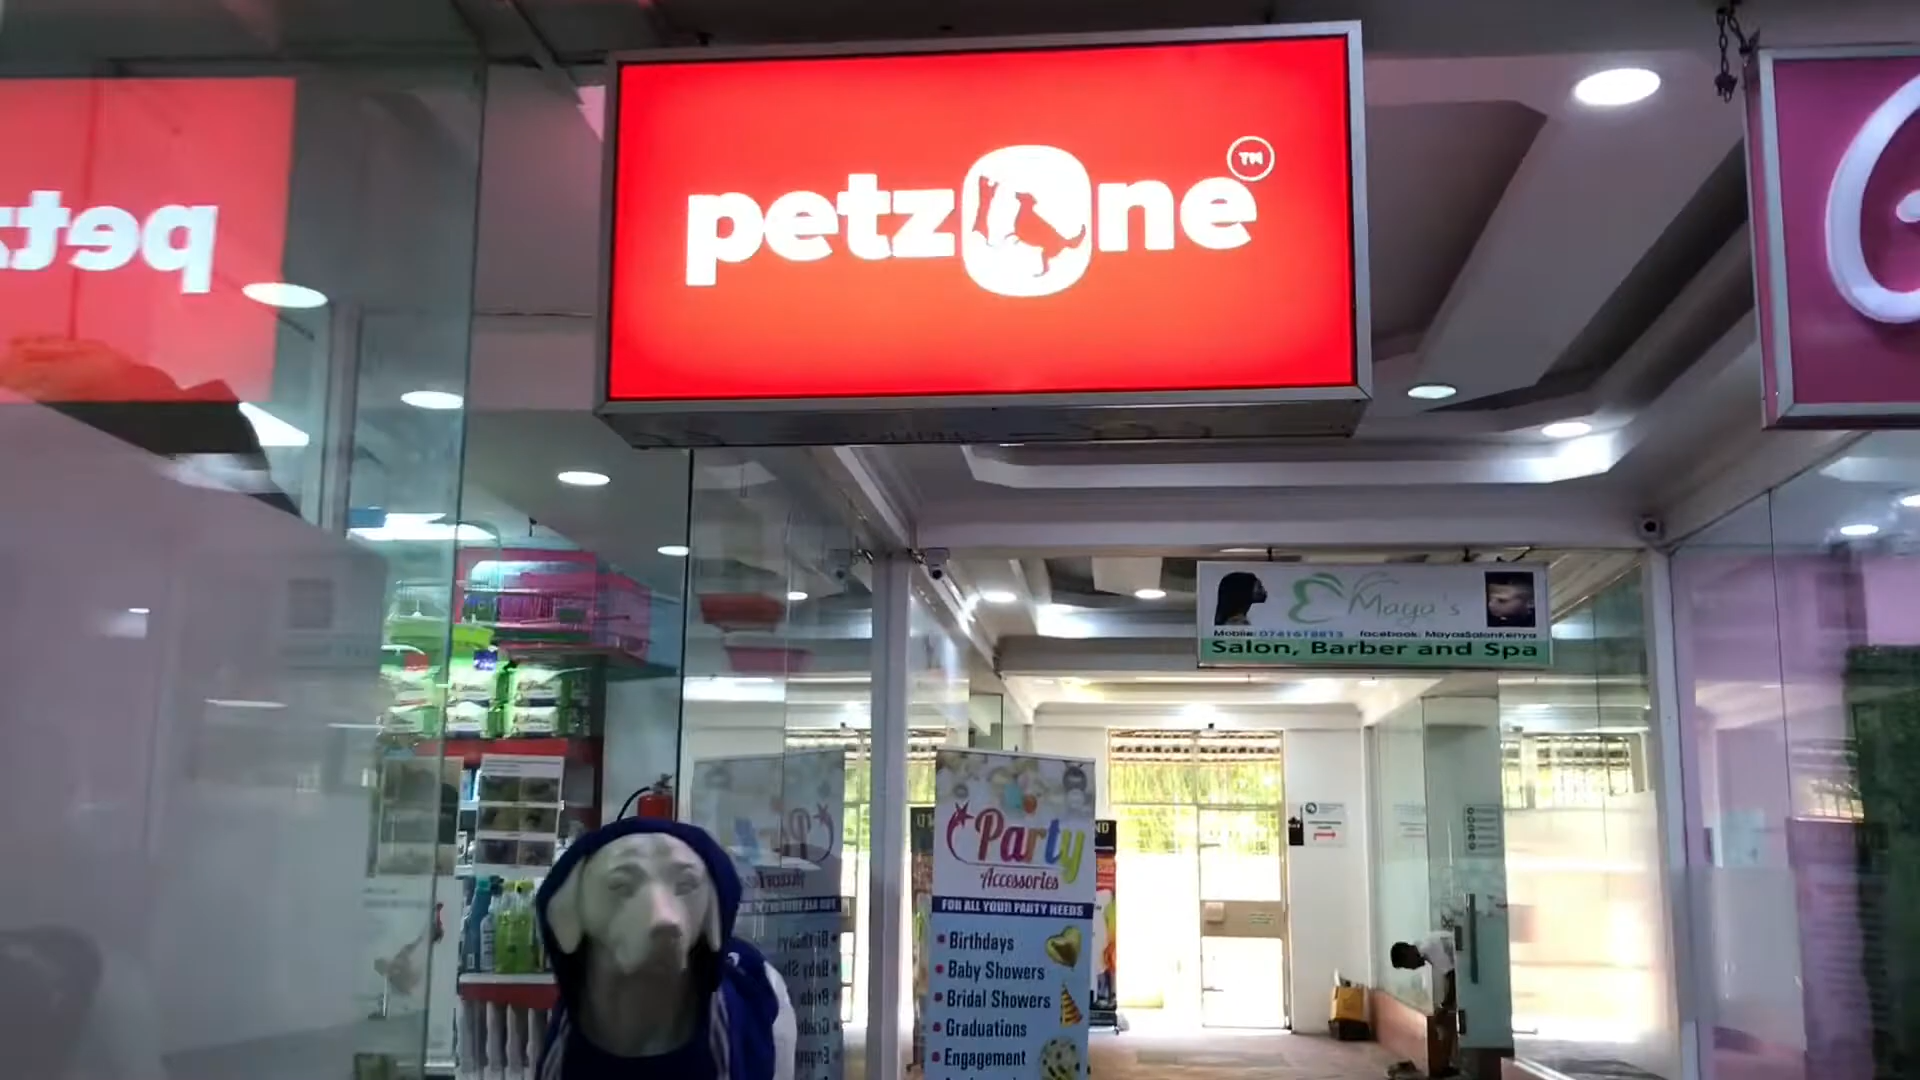 petzOne
TM
petz
Maya's
Mobile: 0741618813 facebook: MayasSalonKenya
Salon, Barber and Spa
Party
Accessories
FOR ALL YOUR PARTY NEEDS
Birthdays
Baby Showers
Bridal Showers
Graduations
Engagement